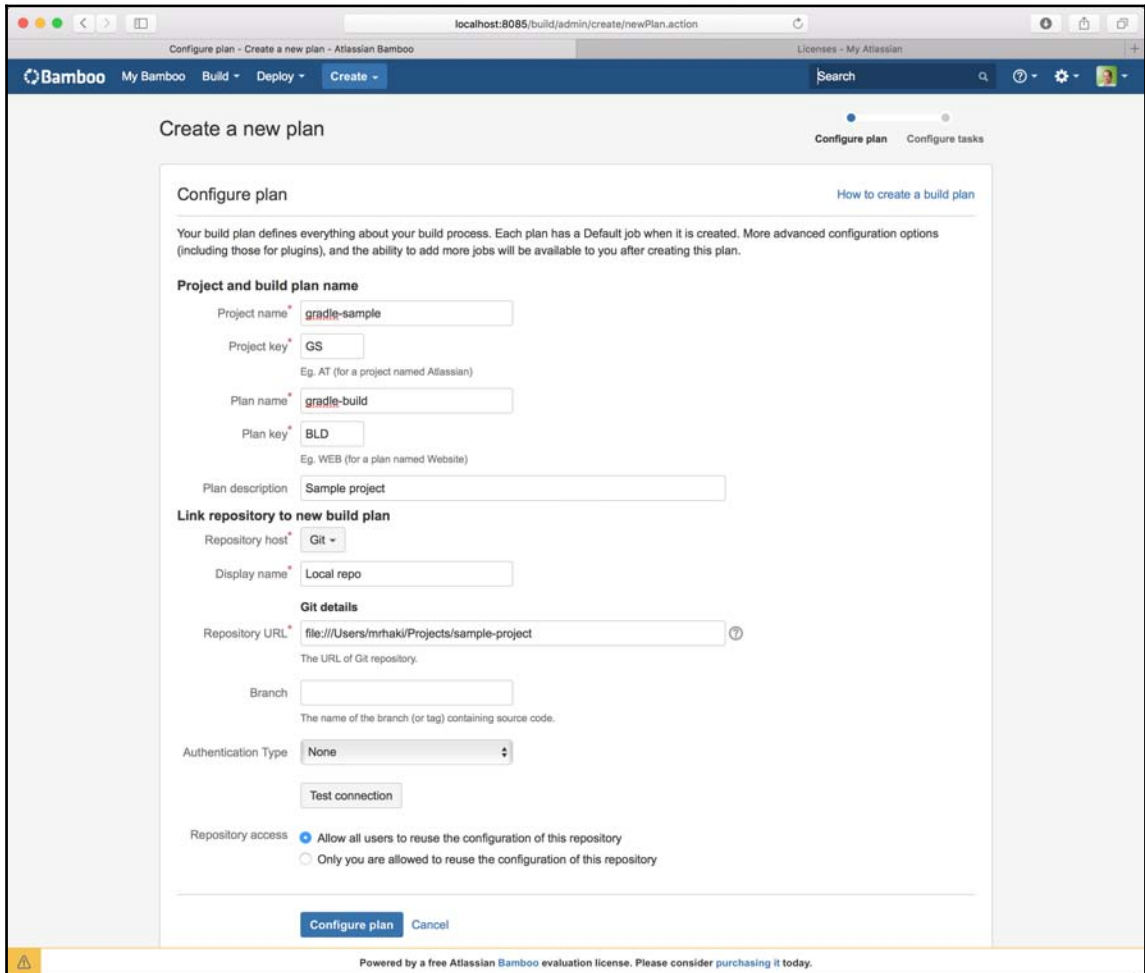 localhost:8085/build/admin/create/newPlan.action
Configure plan - Create a new plan - Atlassian Bamboo
Licenses - My Atlassian
Bamboo My Bamboo Build Deploy Create Search
Create a new plan
Configure plan Configure tasks
Configure plan How to create a build plan
Your build plan defines everything about your build process. Each plan has a Default job when it is created. More advanced configuration options
(including those for plugins), and the ability to add more jobs will be available to you after creating this plan.
Project and build plan name
Project name* gradle-sample
Project key* GS
Eg. AT (for a project named Atlassian)
Plan name* gradle-build
Plan key* BLD
Eg. WEB (for a plan named Website)
Plan description Sample project
Link repository to new build plan
Repository host* Git
Display name* Local repo
Git details
Repository URL* file:///Users/mrhaki/Projects/sample-project
The URL of Git repository.
Branch
The name of the branch (or tag) containing source code.
Authentication Type None
Test connection
Repository access Allow all users to reuse the configuration of this repository
Only you are allowed to reuse the configuration of this repository
Configure plan Cancel
Powered by a free Atlassian Bamboo evaluation license. Please consider purchasing it today.